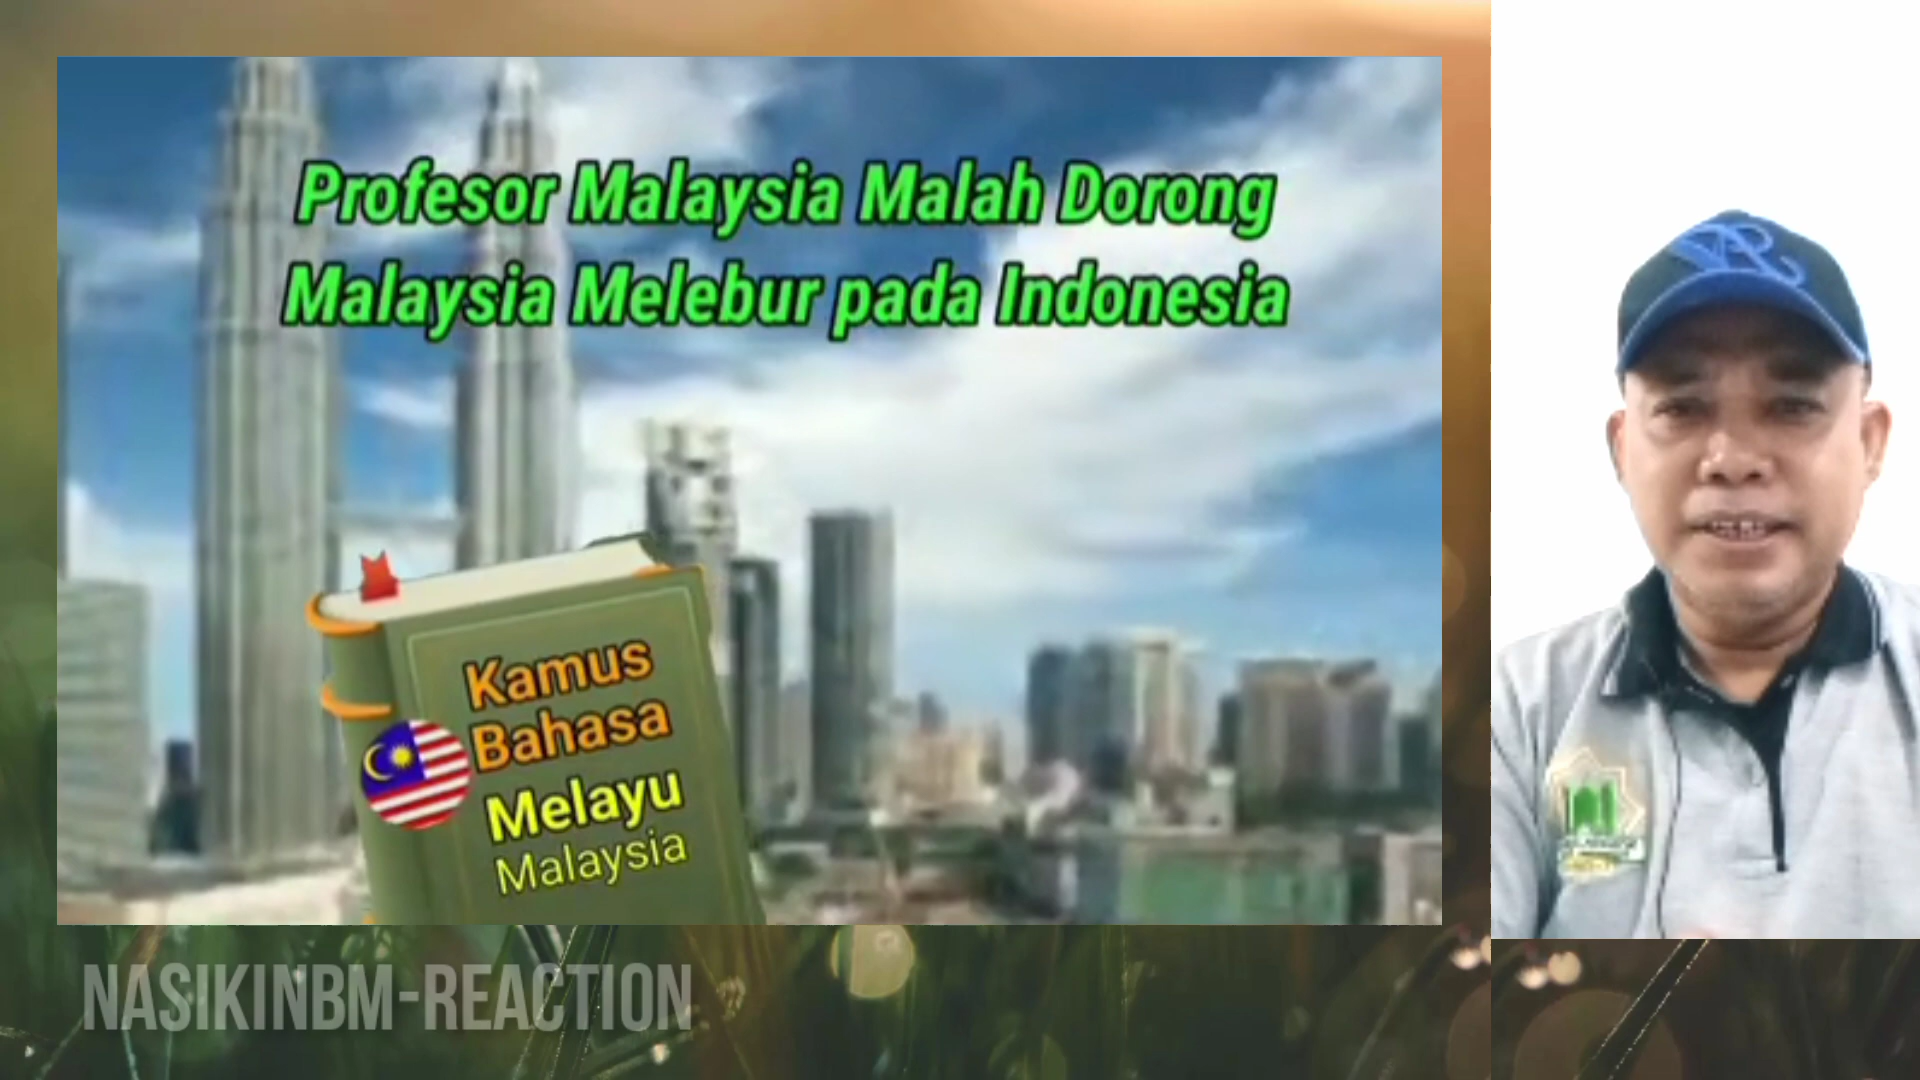 Profesor Malaysia Malah Dorong
Malaysia Melebur pada Indonesia
Kamus
Bahasa
Melayu
Malaysia
NASIKINBM-REACTION